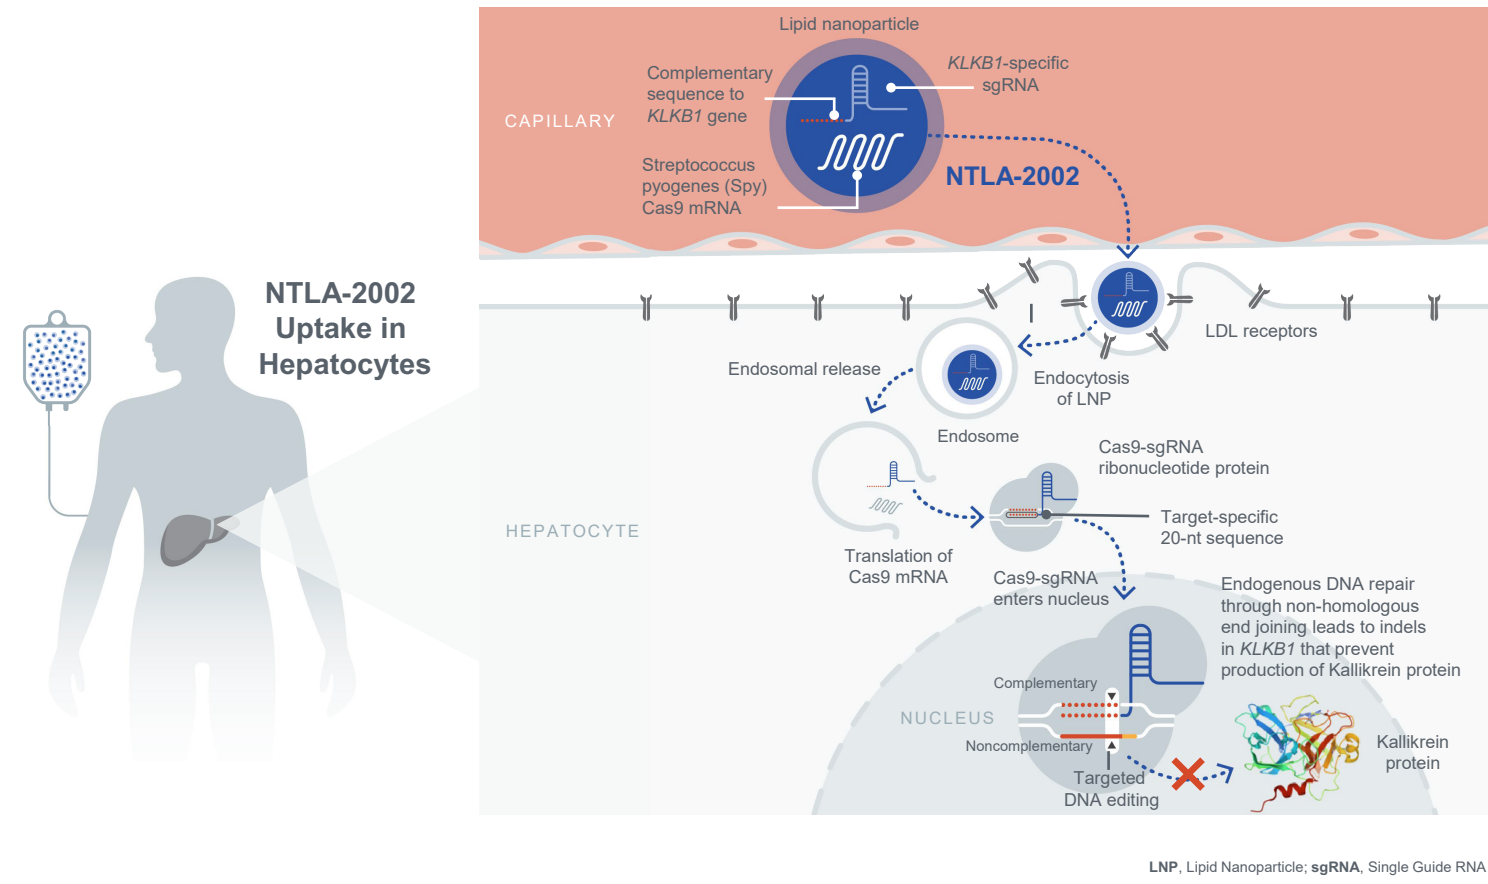 Lipid nanoparticle
Complementary
sequence to
KLKB1 gene
KLKB1-specific
sgRNA
CAPILLARY
Streptococcus
pyogenes (Spy)
Cas9 mRNA
NTLA-2002
NTLA-2002
Uptake in
Hepatocytes
LDL receptors
Endosomal release
Endocytosis
of LNP
Endosome
Cas9-sgRNA
ribonucleotide protein
HEPATOCYTE
Target-specific
20-nt sequence
Translation of
Cas9 mRNA
Cas9-sgRNA
enters nucleus
Endogenous DNA repair
through non-homologous
end joining leads to indels
in KLKB1 that prevent
production of Kallikrein protein
Complementary
NUCLEUS
Noncomplementary
Targeted
DNA editing
Kallikrein
protein
LNP, Lipid Nanoparticle; sgRNA, Single Guide RNA